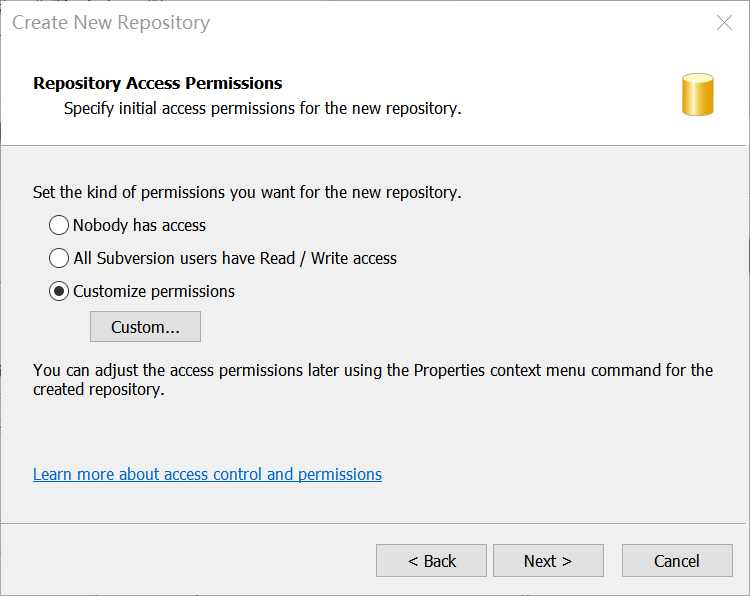 Create New Repository
Repository Access Permissions
Specify initial access permissions for the new repository.
Set the kind of permissions you want for the new repository.
Nobody has access
All Subversion users have Read / Write access
Customize permissions
Custom...
You can adjust the access permissions later using the Properties context menu command for the
created repository.
Learn more about access control and permissions
< Back
Next >
Cancel